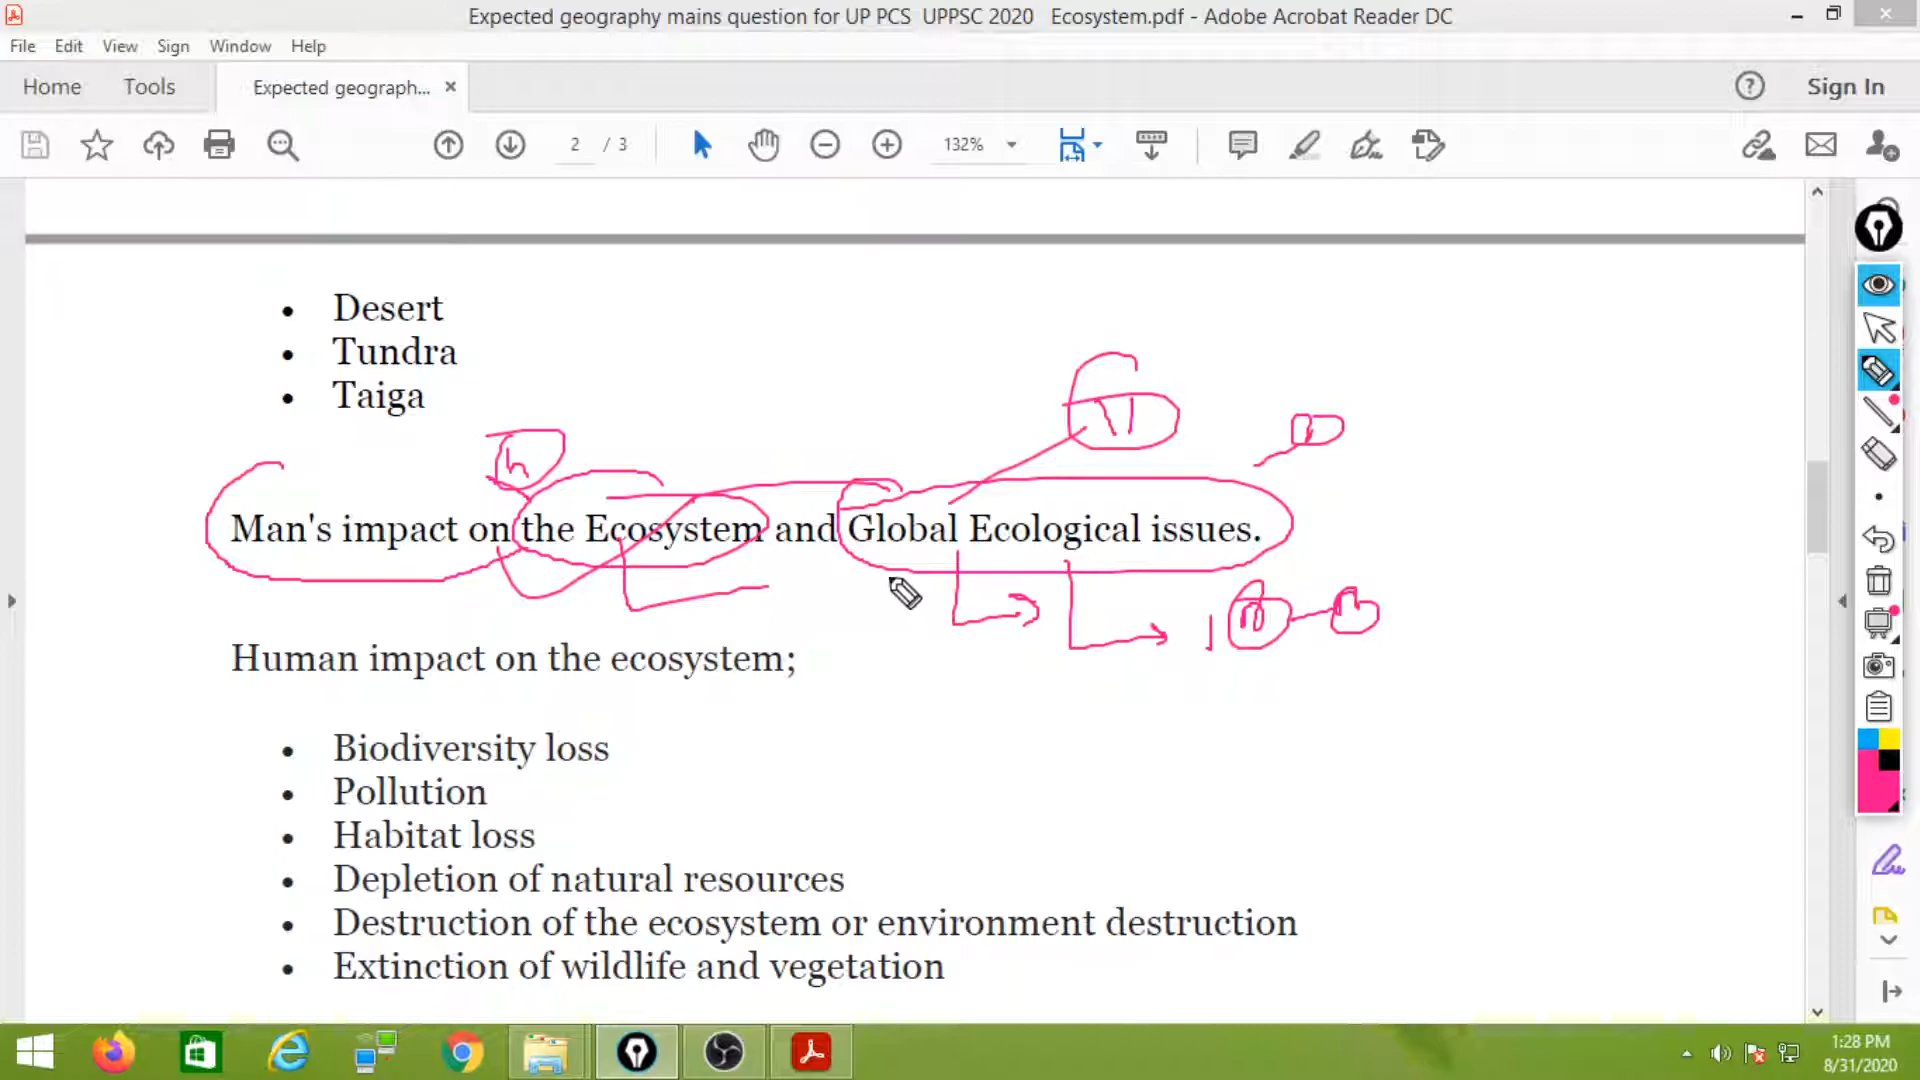 Expected geography mains question for UP PCS UPPSC 2020 Ecosystem.pdf - Adobe Acrobat Reader DC
File Edit View Sign Window Help
Home Tools Expected geograph... × Sign In
2 / 3 132%
• Desert
• Tundra
• Taiga
Man's impact on the Ecosystem and Global Ecological issues.
Human impact on the ecosystem;
• Biodiversity loss
• Pollution
• Habitat loss
• Depletion of natural resources
• Destruction of the ecosystem or environment destruction
• Extinction of wildlife and vegetation
1:28 PM
8/31/2020